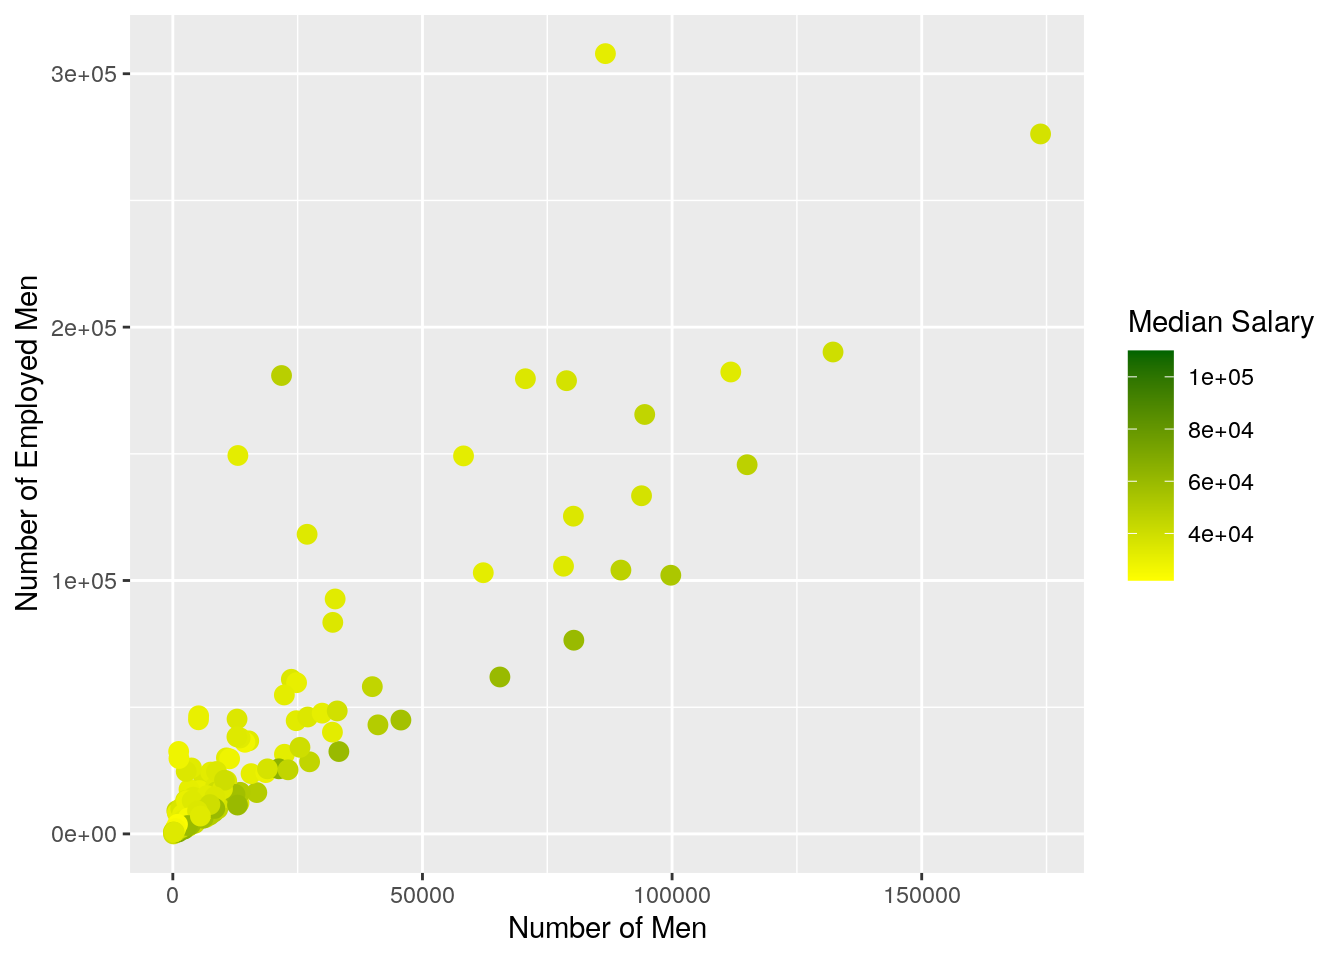 3e+05
2e+05
1e+05
0e+00
Number of Employed Men
0
50000
100000
150000
Number of Men
Median Salary
1e+05
8e+04
6e+04
4e+04